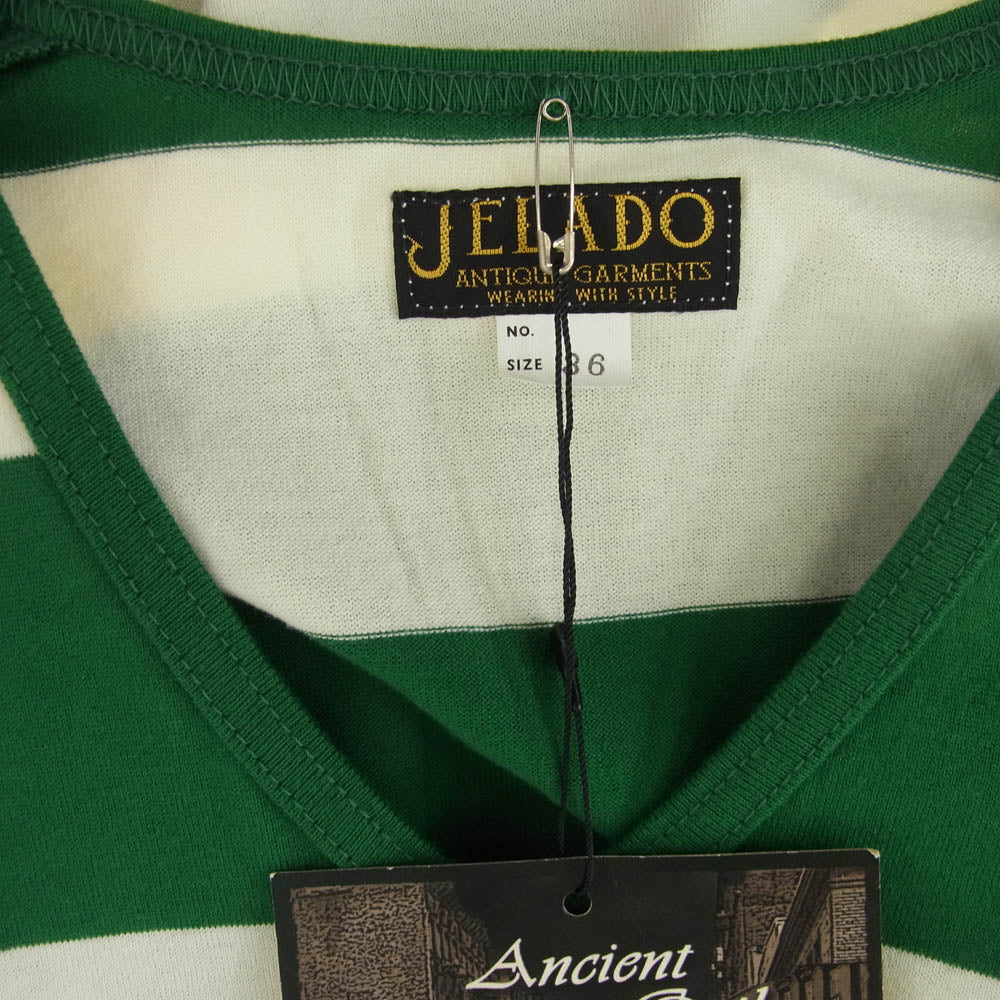 JELADO
ANTIQUE GARMENTS
WEARING WITH STYLE
NO.
SIZE 36
Ancient